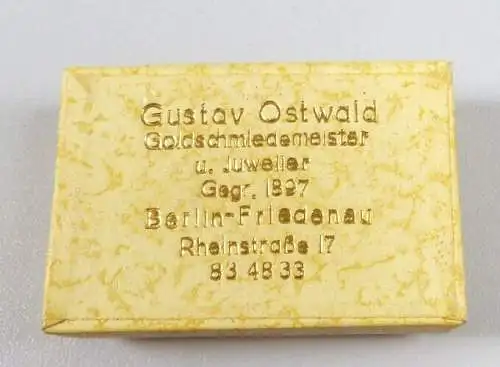 Gustav Ostwald
Goldschmiedemeister
u. Juwelier
Gegr. 1897
Berlin-Friedenau
Rheinstraße 17
83 48 33